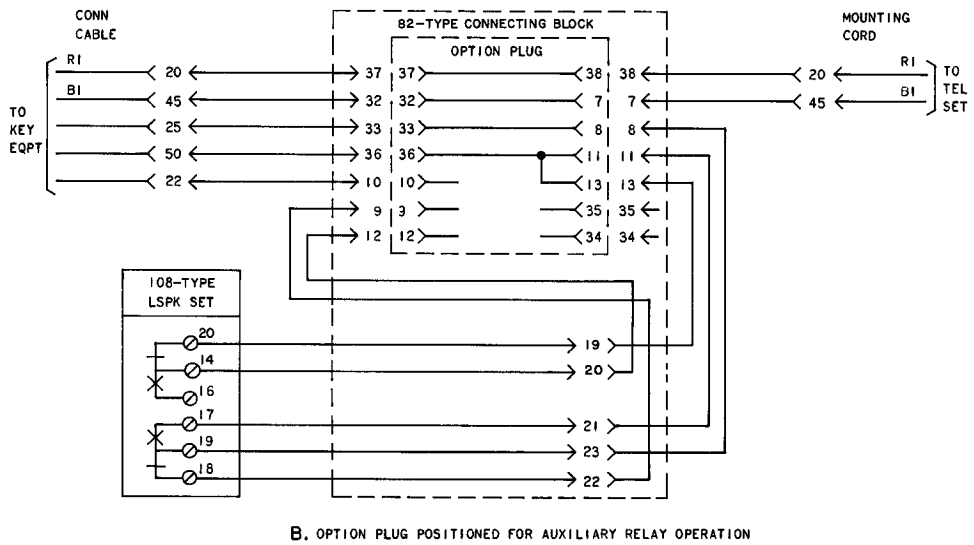 CONN
CABLE
82-TYPE CONNECTING BLOCK
MOUNTING
CORD
OPTION PLUG
R1 20 37 37 38 38 20 R1
B1 45 32 32 7 7 45 B1
TO
TEL
SET
TO
KEY
EQPT
25 33 33 8 8
50 36 36 11 11
22 10 10 13 13
9 9 35 35
12 12 34 34
108-TYPE
LSPK SET
20 19
14 20
16
17 21
19 23
18 22
B. OPTION PLUG POSITIONED FOR AUXILIARY RELAY OPERATION